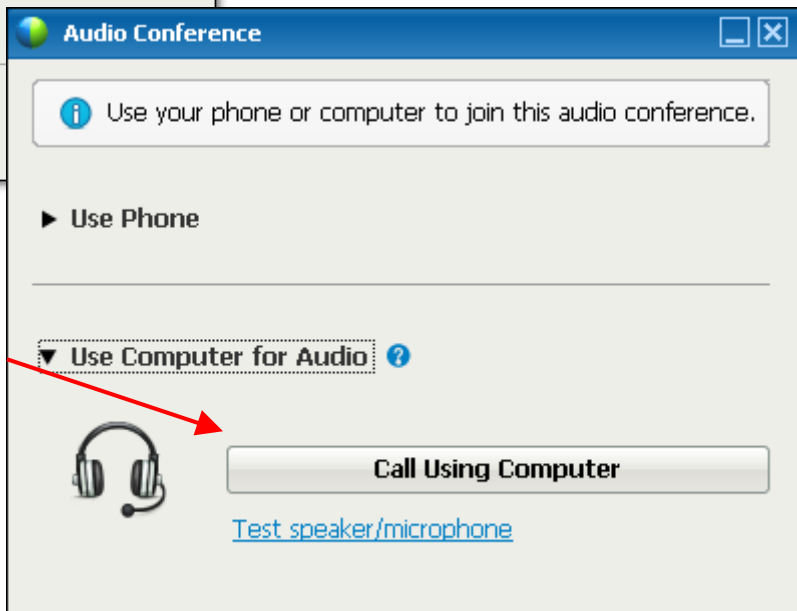 Audio Conference
Use your phone or computer to join this audio conference.
Use Phone
Use Computer for Audio
Call Using Computer
Test speaker/microphone